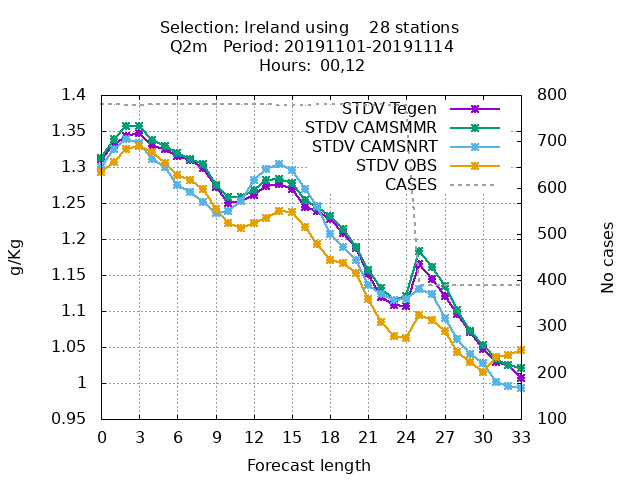 Selection: Ireland using    28 stations
Q2m   Period: 20191101-20191114
Hours:  00,12
STDV Tegen
STDV CAMSMMR
STDV CAMSNRT
STDV OBS
CASES
1.4
1.35
1.3
1.25
1.2
1.15
1.1
1.05
1
0.95
g/Kg
800
700
600
500
400
300
200
100
No cases
0 3 6 9 12 15 18 21 24 27 30 33
Forecast length